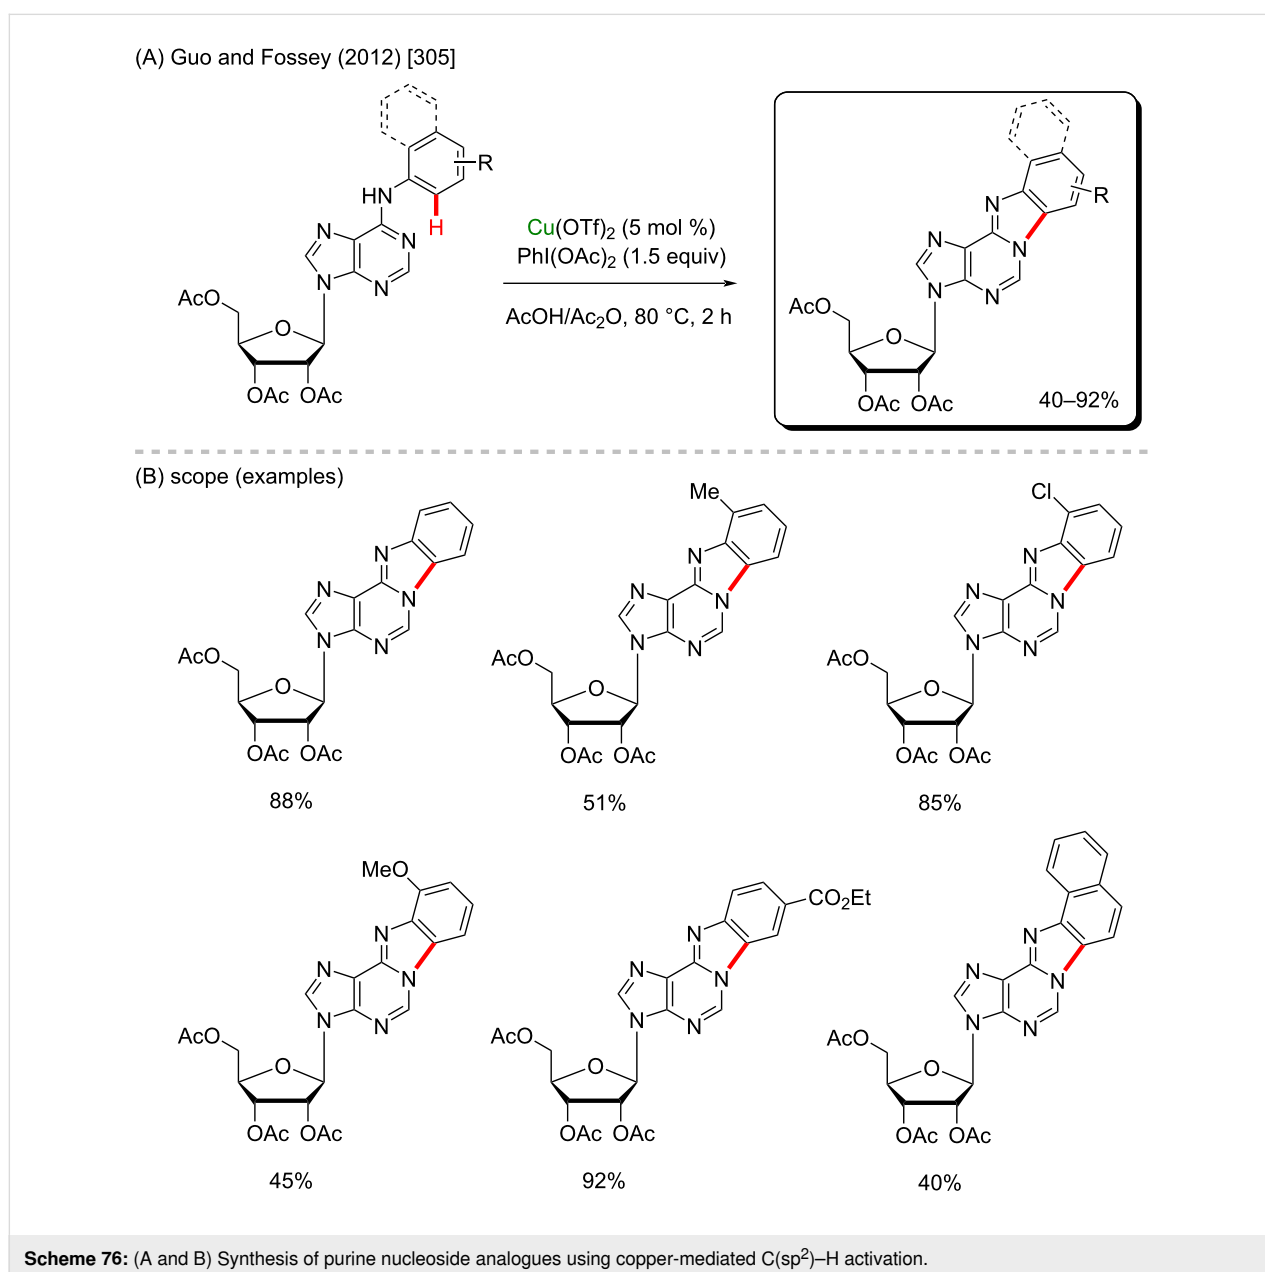 (A) Guo and Fossey (2012) [305]
R
HN
H
N
N
N
N
AcO
O
OAc OAc
Cu(OTf)2 (5 mol %)
PhI(OAc)2 (1.5 equiv)
AcOH/Ac2O, 80 °C, 2 h
R
N
N
N
N
N
AcO
O
OAc OAc
40–92%
(B) scope (examples)
N
N
N
N
N
AcO
O
OAc OAc
88%
Me
N
N
N
N
N
AcO
O
OAc OAc
51%
Cl
N
N
N
N
N
AcO
O
OAc OAc
85%
MeO
N
N
N
N
N
AcO
O
OAc OAc
45%
CO2Et
N
N
N
N
N
AcO
O
OAc OAc
92%
N
N
N
N
N
AcO
O
OAc OAc
40%
Scheme 76: (A and B) Synthesis of purine nucleoside analogues using copper-mediated C(sp2)–H activation.